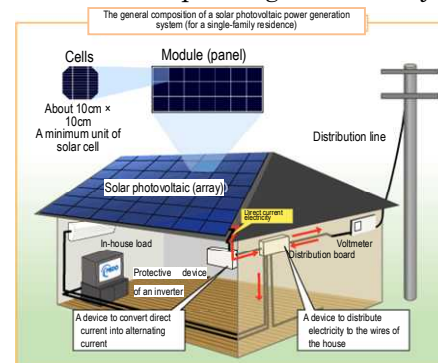 The general composition of a solar photovoltaic power generation
system (for a single-family residence)
Cells
Module (panel)
About 10cm ×
10cm
A minimum unit of
solar cell
Distribution line
Solar photovoltaic (array)
Direct current
electricity
In-house load
Voltmeter
Distribution board
Protective device
of an inverter
A device to convert direct
current into alternating
current
A device to distribute
electricity to the wires of
the house